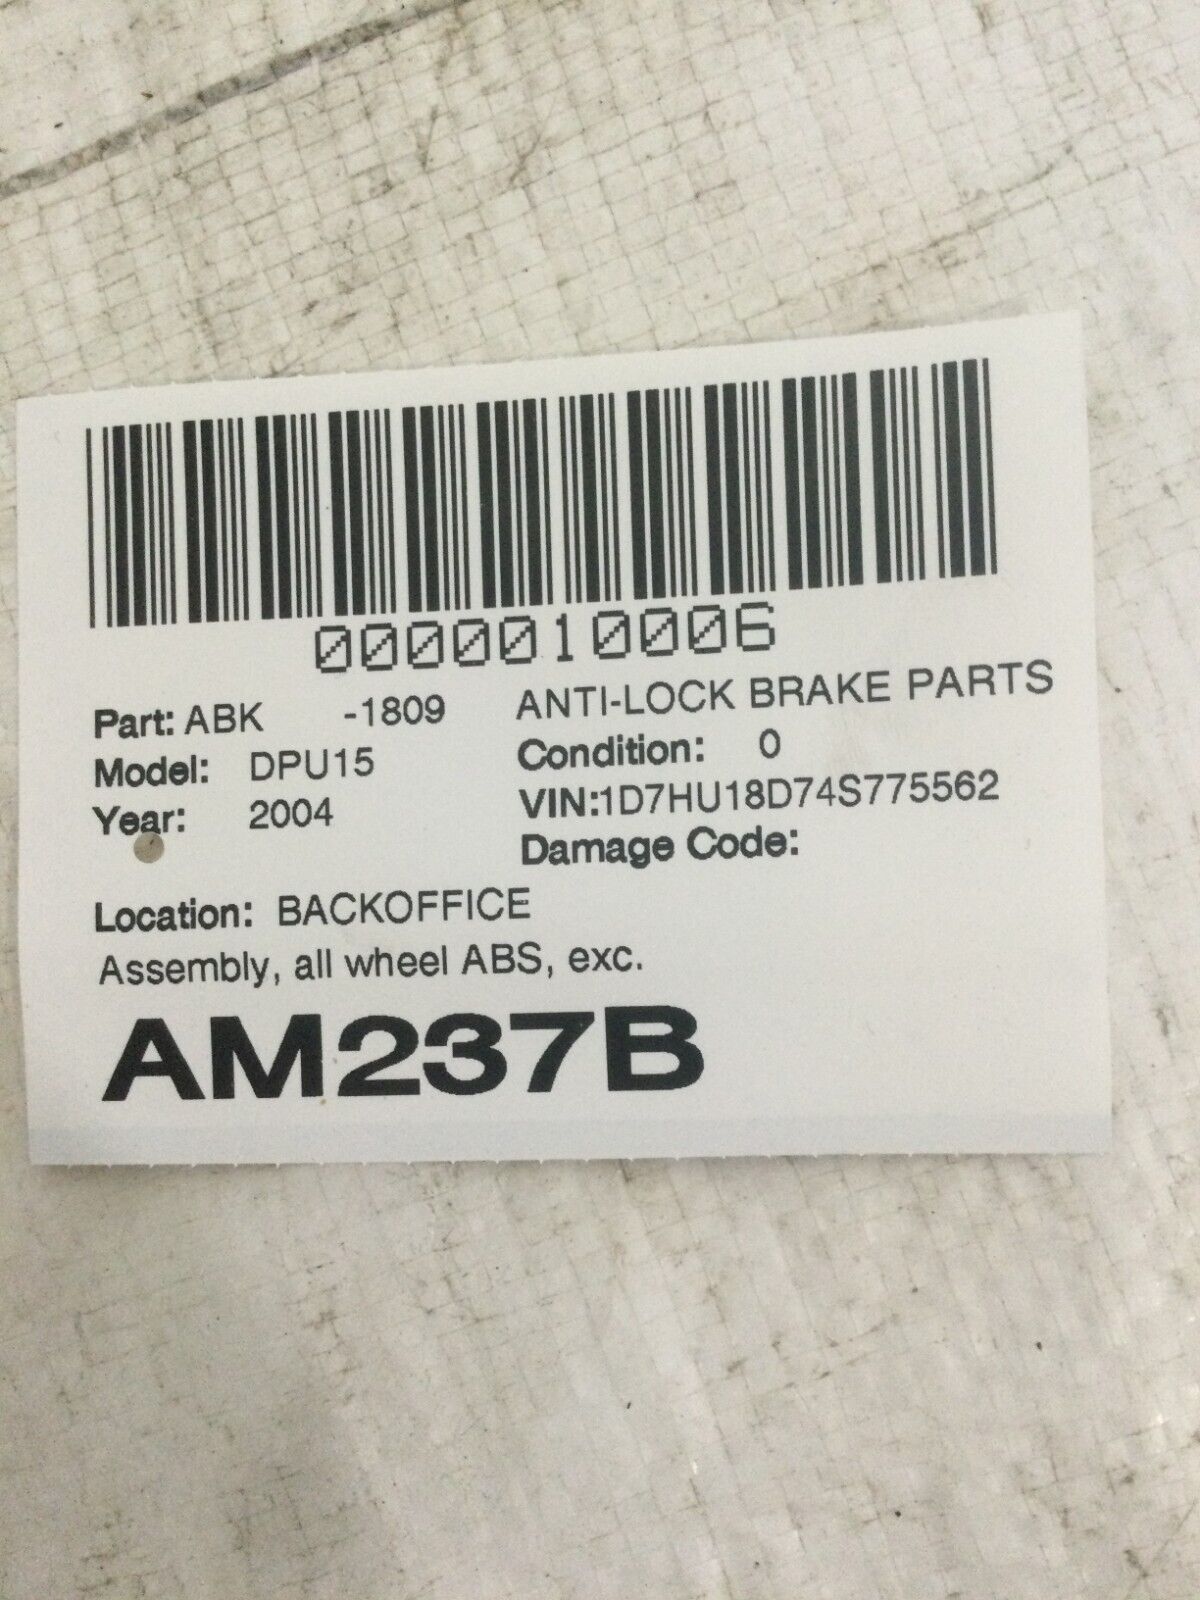 0000010006
Part: ABK -1809 ANTI-LOCK BRAKE PARTS
Model: DPU15 Condition: 0
Year: 2004 VIN:1D7HU18D74S775562
Damage Code:
Location: BACKOFFICE
Assembly, all wheel ABS, exc.
AM237B